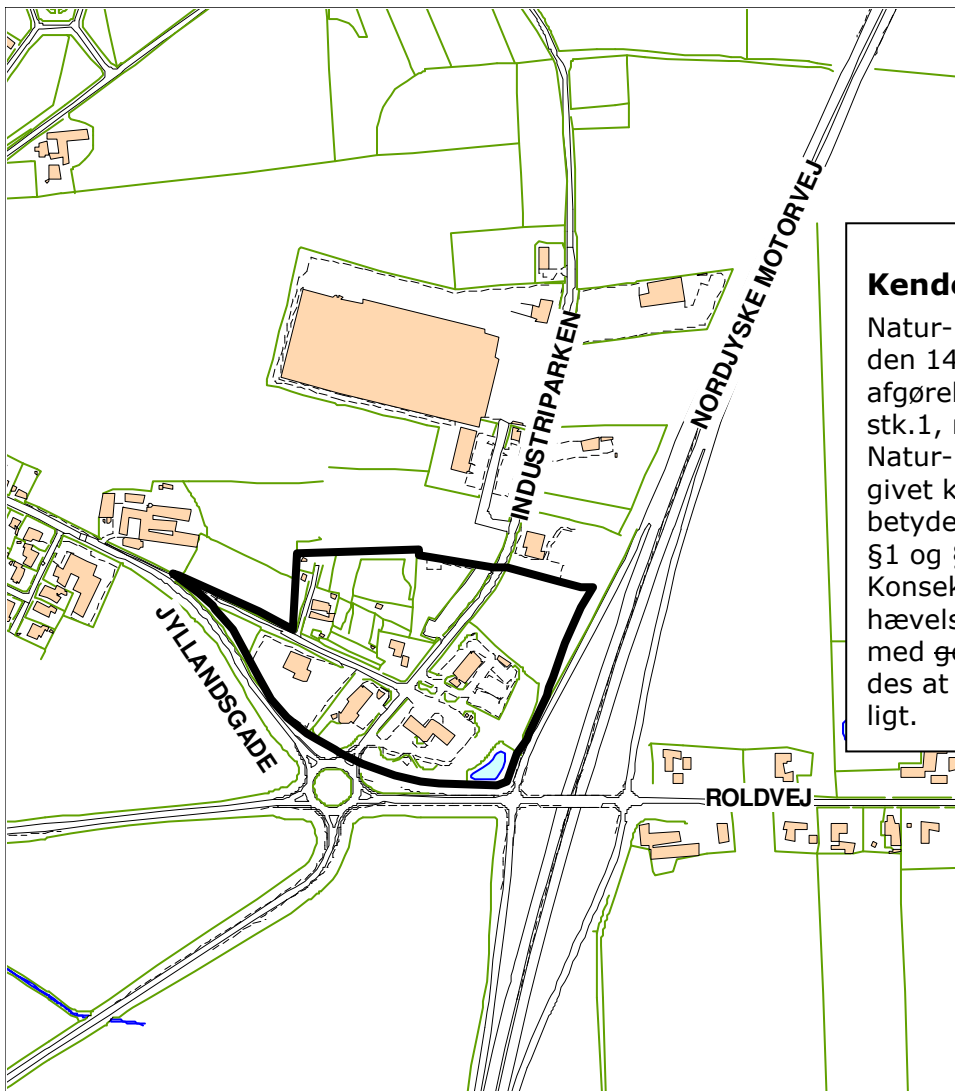 NORDJYSKE MOTORVEJ
INDUSTRIPARKEN
JYLLANDSGADE
ROLDVEJ
Kende
Natur-
den 14
afgørel
stk.1, n
Natur-
givet k
betyde
§1 og §
Konsek
hævels
med ge
des at
ligt.